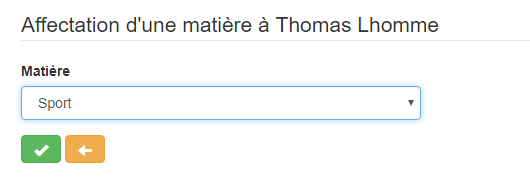 Affectation d'une matière à Thomas Lhomme
Matière
Sport